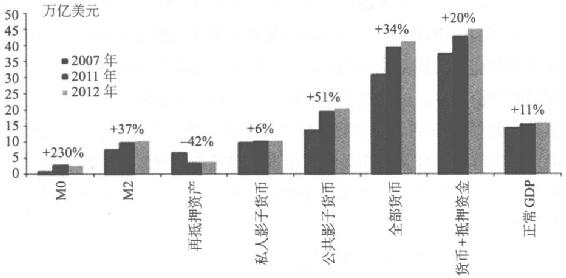 万亿美元
50
45
40
35
30
25
20
15
10
5
0
2007 年
2011 年
2012 年
+230%
+37%
–42%
+6%
+51%
+34%
+20%
+11%
M0
M2
再抵押资产
私人影子货币
公共影子货币
全部货币
货币+抵押资金
正常 GDP